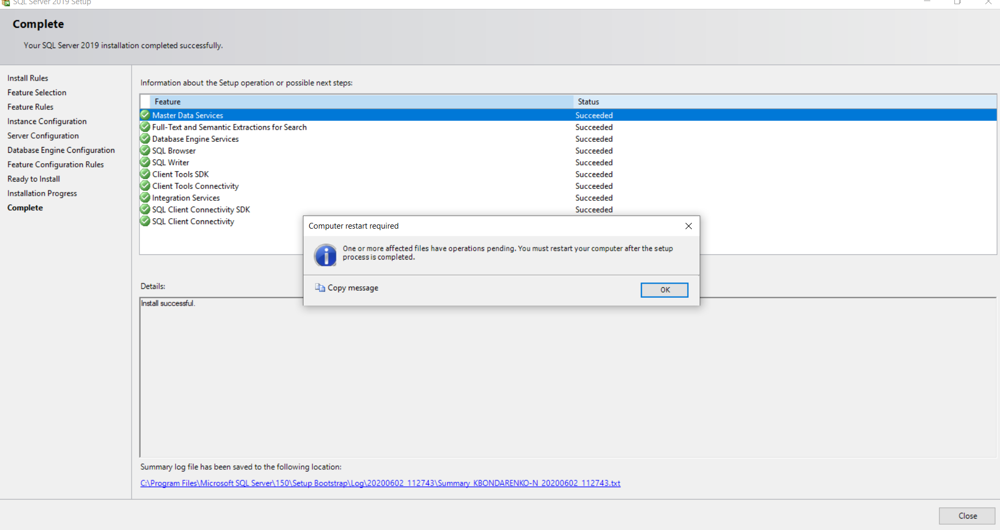 SQL Server 2019 Setup
Complete
Your SQL Server 2019 installation completed successfully.
Install Rules
Feature Selection
Feature Rules
Instance Configuration
Server Configuration
Database Engine Configuration
Feature Configuration Rules
Ready to Install
Installation Progress
Complete
Information about the Setup operation or possible next steps:
Feature Status
Master Data Services Succeeded
Full-Text and Semantic Extractions for Search Succeeded
Database Engine Services Succeeded
SQL Browser Succeeded
SQL Writer Succeeded
Client Tools SDK Succeeded
Client Tools Connectivity Succeeded
Integration Services Succeeded
SQL Client Connectivity SDK Succeeded
SQL Client Connectivity
Computer restart required
One or more affected files have operations pending. You must restart your computer after the setup
process is completed.
Copy message
OK
Details:
Install successful.
Summary log file has been saved to the following location:
C:\Program Files\Microsoft SQL Server\150\Setup Bootstrap\Log\20200602_112743\Summary_KBONDARENKO-N_20200602_112743.txt
Close